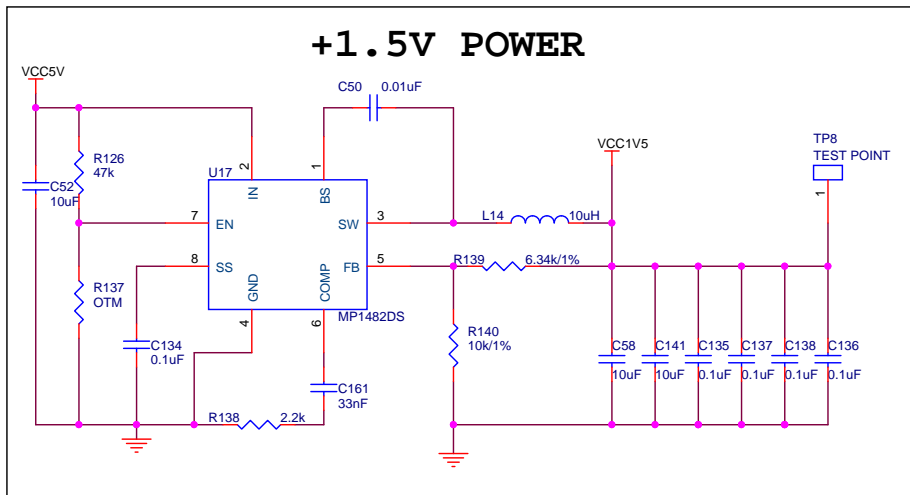 +1.5V POWER
VCC5V
C50 0.01uF
VCC1V5
TP8
TEST POINT
1
R126
47k
C52
10uF
U17
2
IN
1
BS
7
EN
SW
3
L14
10uH
8
SS
FB
5
R139
6.34k/1%
GND
COMP
4
6
MP1482DS
R137
OTM
C134
0.1uF
R140
10k/1%
C161
33nF
R138
2.2k
C58
10uF
C141
10uF
C135
0.1uF
C137
0.1uF
C138
0.1uF
C136
0.1uF